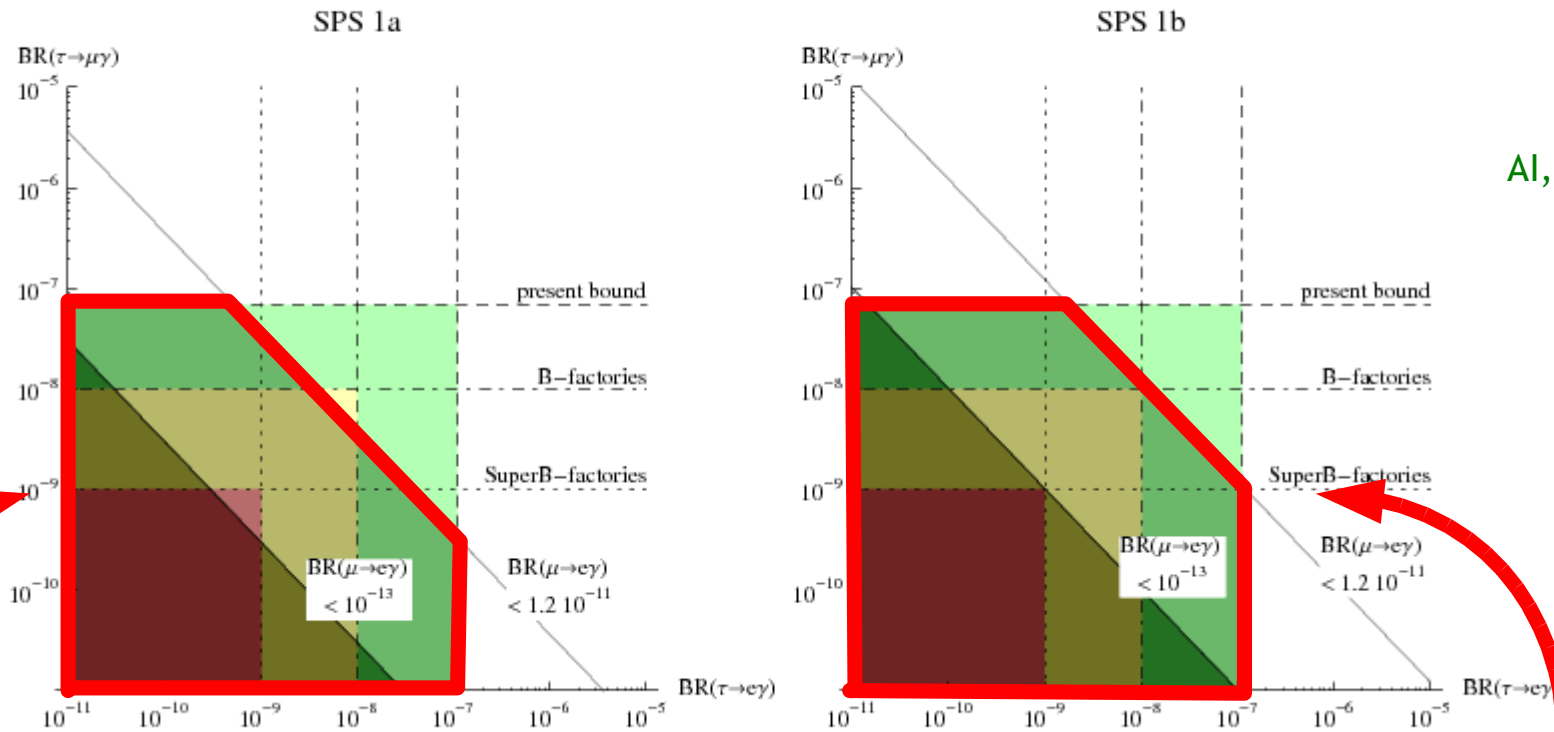 SPS 1a
BR(τ→μγ)
10^-5
10^-6
10^-7
10^-8
10^-9
10^-10
present bound
B−factories
SuperB−factories
BR(μ→eγ)
< 10^-13
BR(μ→eγ)
< 1.2 10^-11
BR(τ→eγ)
10^-11
10^-10
10^-9
10^-8
10^-7
10^-6
10^-5
SPS 1b
BR(τ→μγ)
10^-5
10^-6
10^-7
10^-8
10^-9
10^-10
present bound
B−factories
SuperB−factories
BR(μ→eγ)
< 10^-13
BR(μ→eγ)
< 1.2 10^-11
BR(τ→eγ)
10^-11
10^-10
10^-9
10^-8
10^-7
10^-6
10^-5
AI,